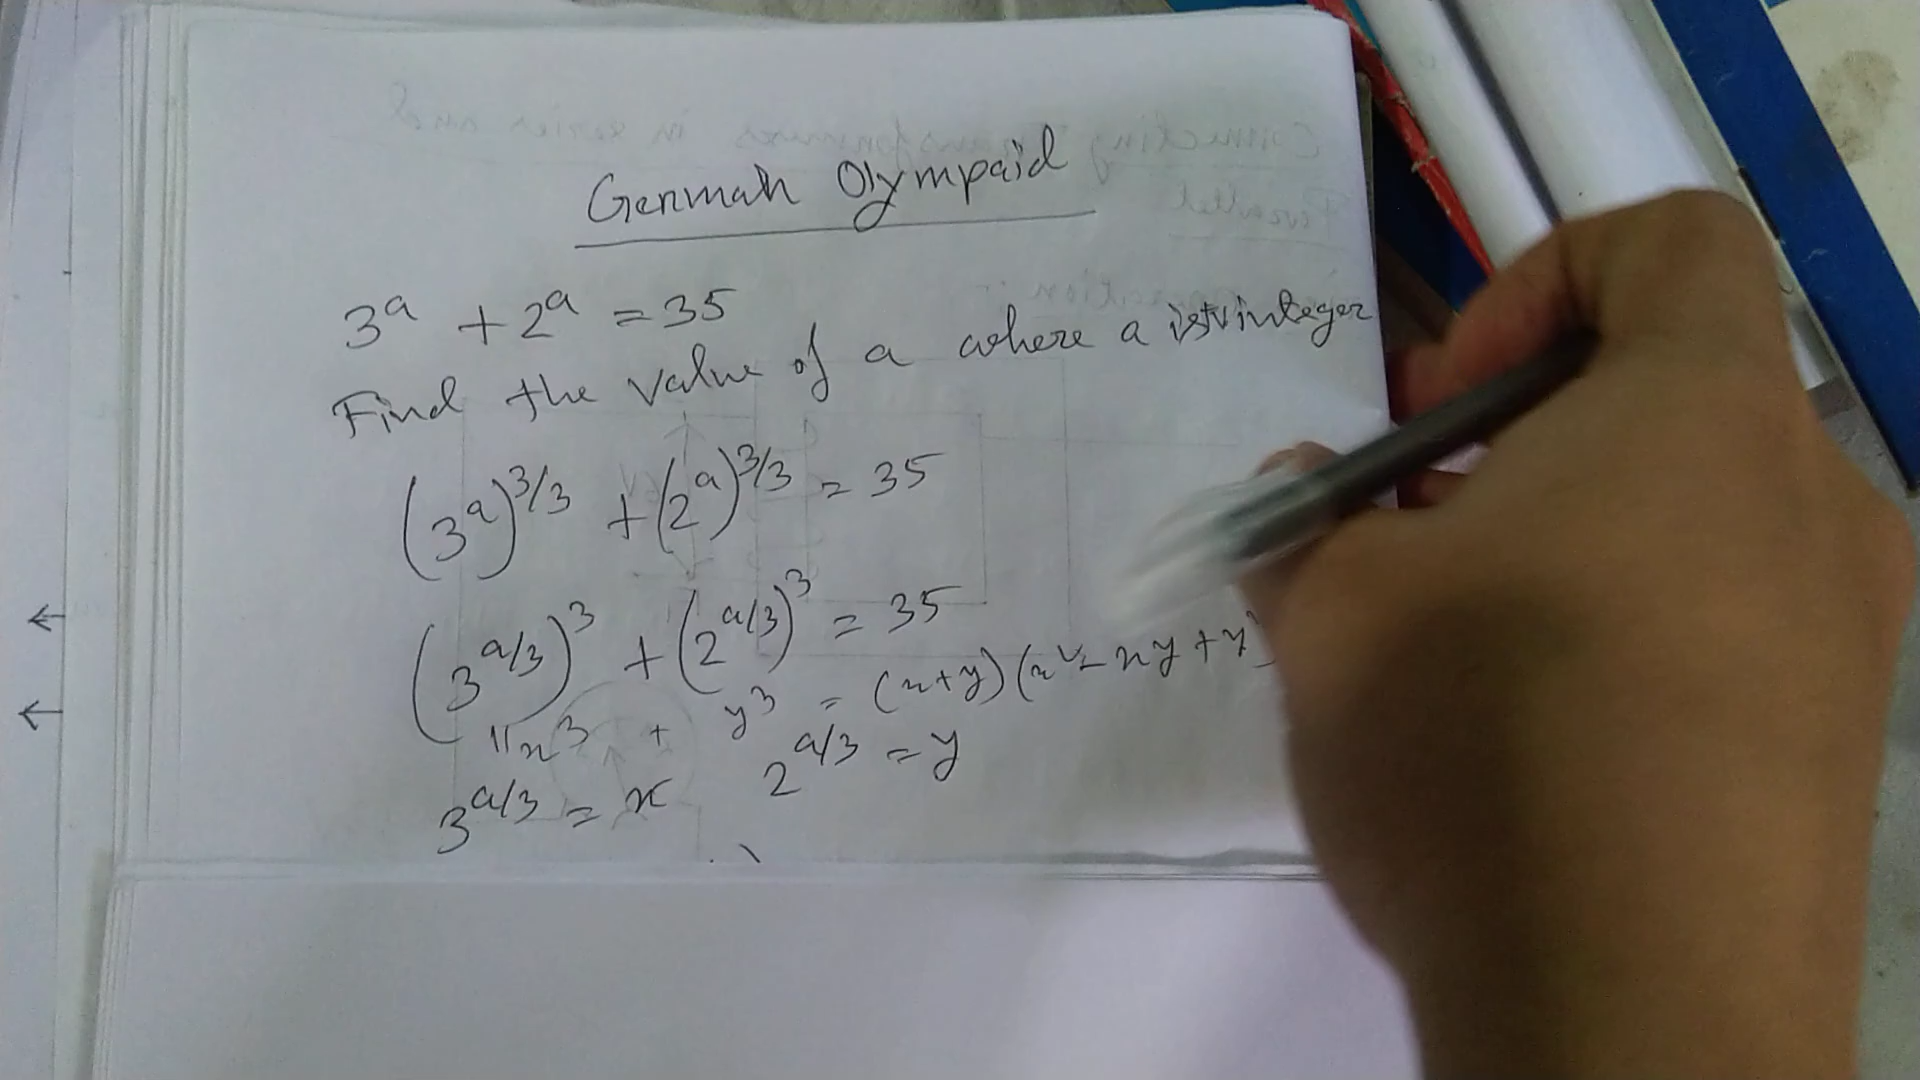 German Olympaid
3^a + 2^a = 35
Find the value of a where a is +v integer
(3^a)^3/3 + (2^a)^3/3 = 35
(3^a/3)^3 + (2^a/3)^3 = 35
x^3 + y^3 = (x+y)(x^2 - xy + y^2
3^a/3 = x 2^a/3 = y